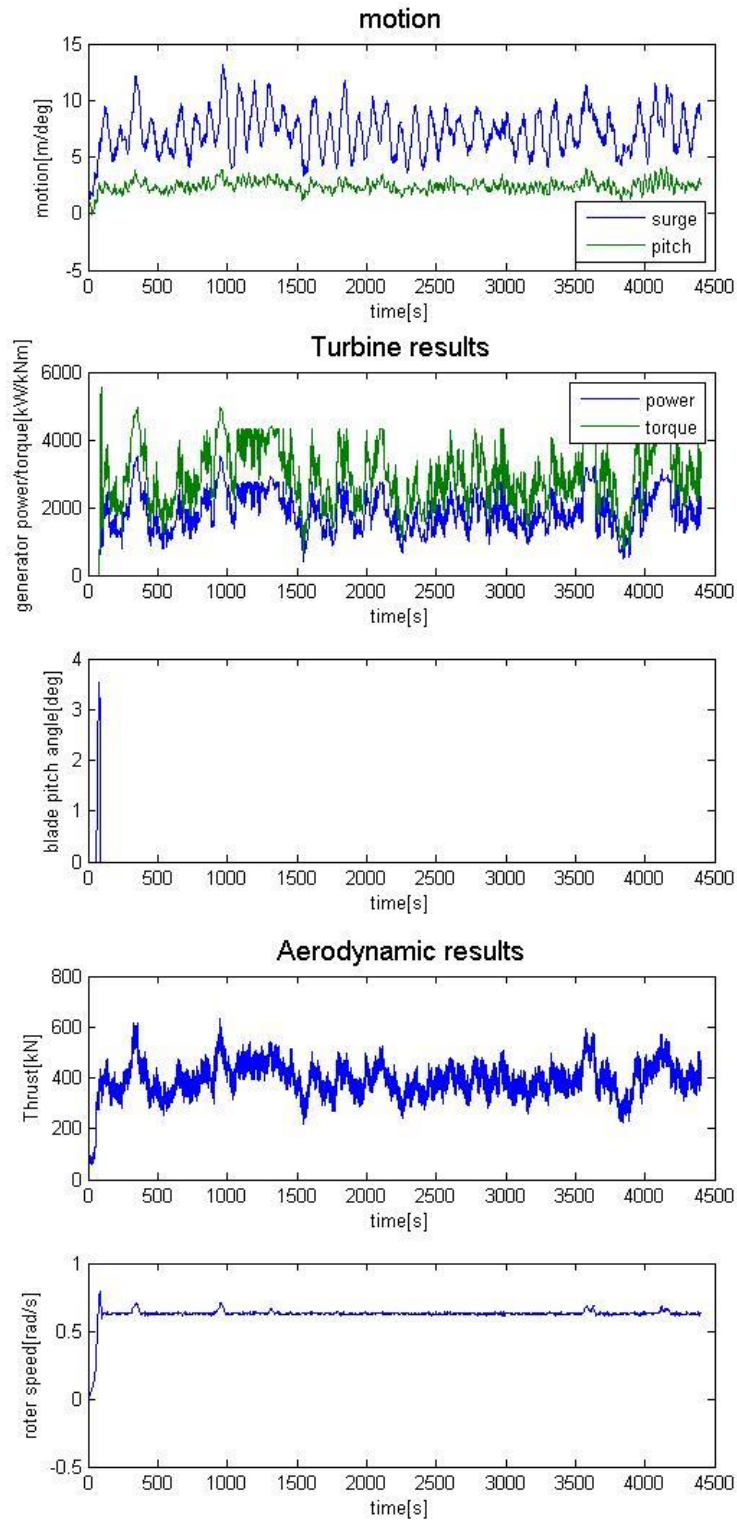 motion
15
10
5
0
-5
motion[m/deg]
surge
pitch
0 500 1000 1500 2000 2500 3000 3500 4000 4500
time[s]
Turbine results
6000
4000
2000
0
generator power/torque[kW/kNm]
power
torque
0 500 1000 1500 2000 2500 3000 3500 4000 4500
time[s]
4
3
2
1
0
blade pitch angle[deg]
0 500 1000 1500 2000 2500 3000 3500 4000 4500
time[s]
Aerodynamic results
800
600
400
200
0
Thrust[kN]
0 500 1000 1500 2000 2500 3000 3500 4000 4500
time[s]
1
0.5
0
-0.5
roter speed[rad/s]
0 500 1000 1500 2000 2500 3000 3500 4000 4500
time[s]